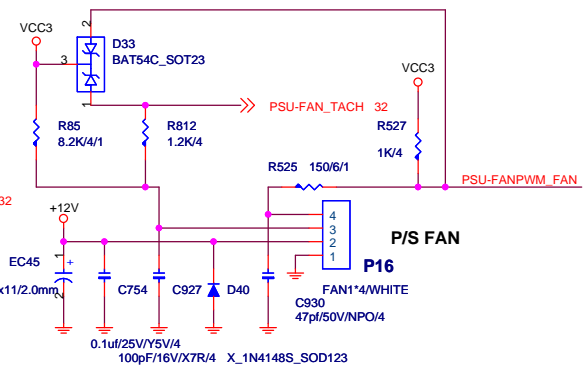 VCC3
2
D33
BAT54C_SOT23
3
1
VCC3
PSU-FAN_TACH 32
R85
8.2K/4/1
R812
1.2K/4
R527
1K/4
R525 150/6/1
PSU-FANPWM_FAN
32
+12V
4
3
2
1
P/S FAN
P16
FAN1*4/WHITE
EC45
1
+
2
x11/2.0mm
C754
C927
D40
C930
47pf/50V/NPO/4
0.1uf/25V/Y5V/4
100pF/16V/X7R/4
X_1N4148S_SOD123